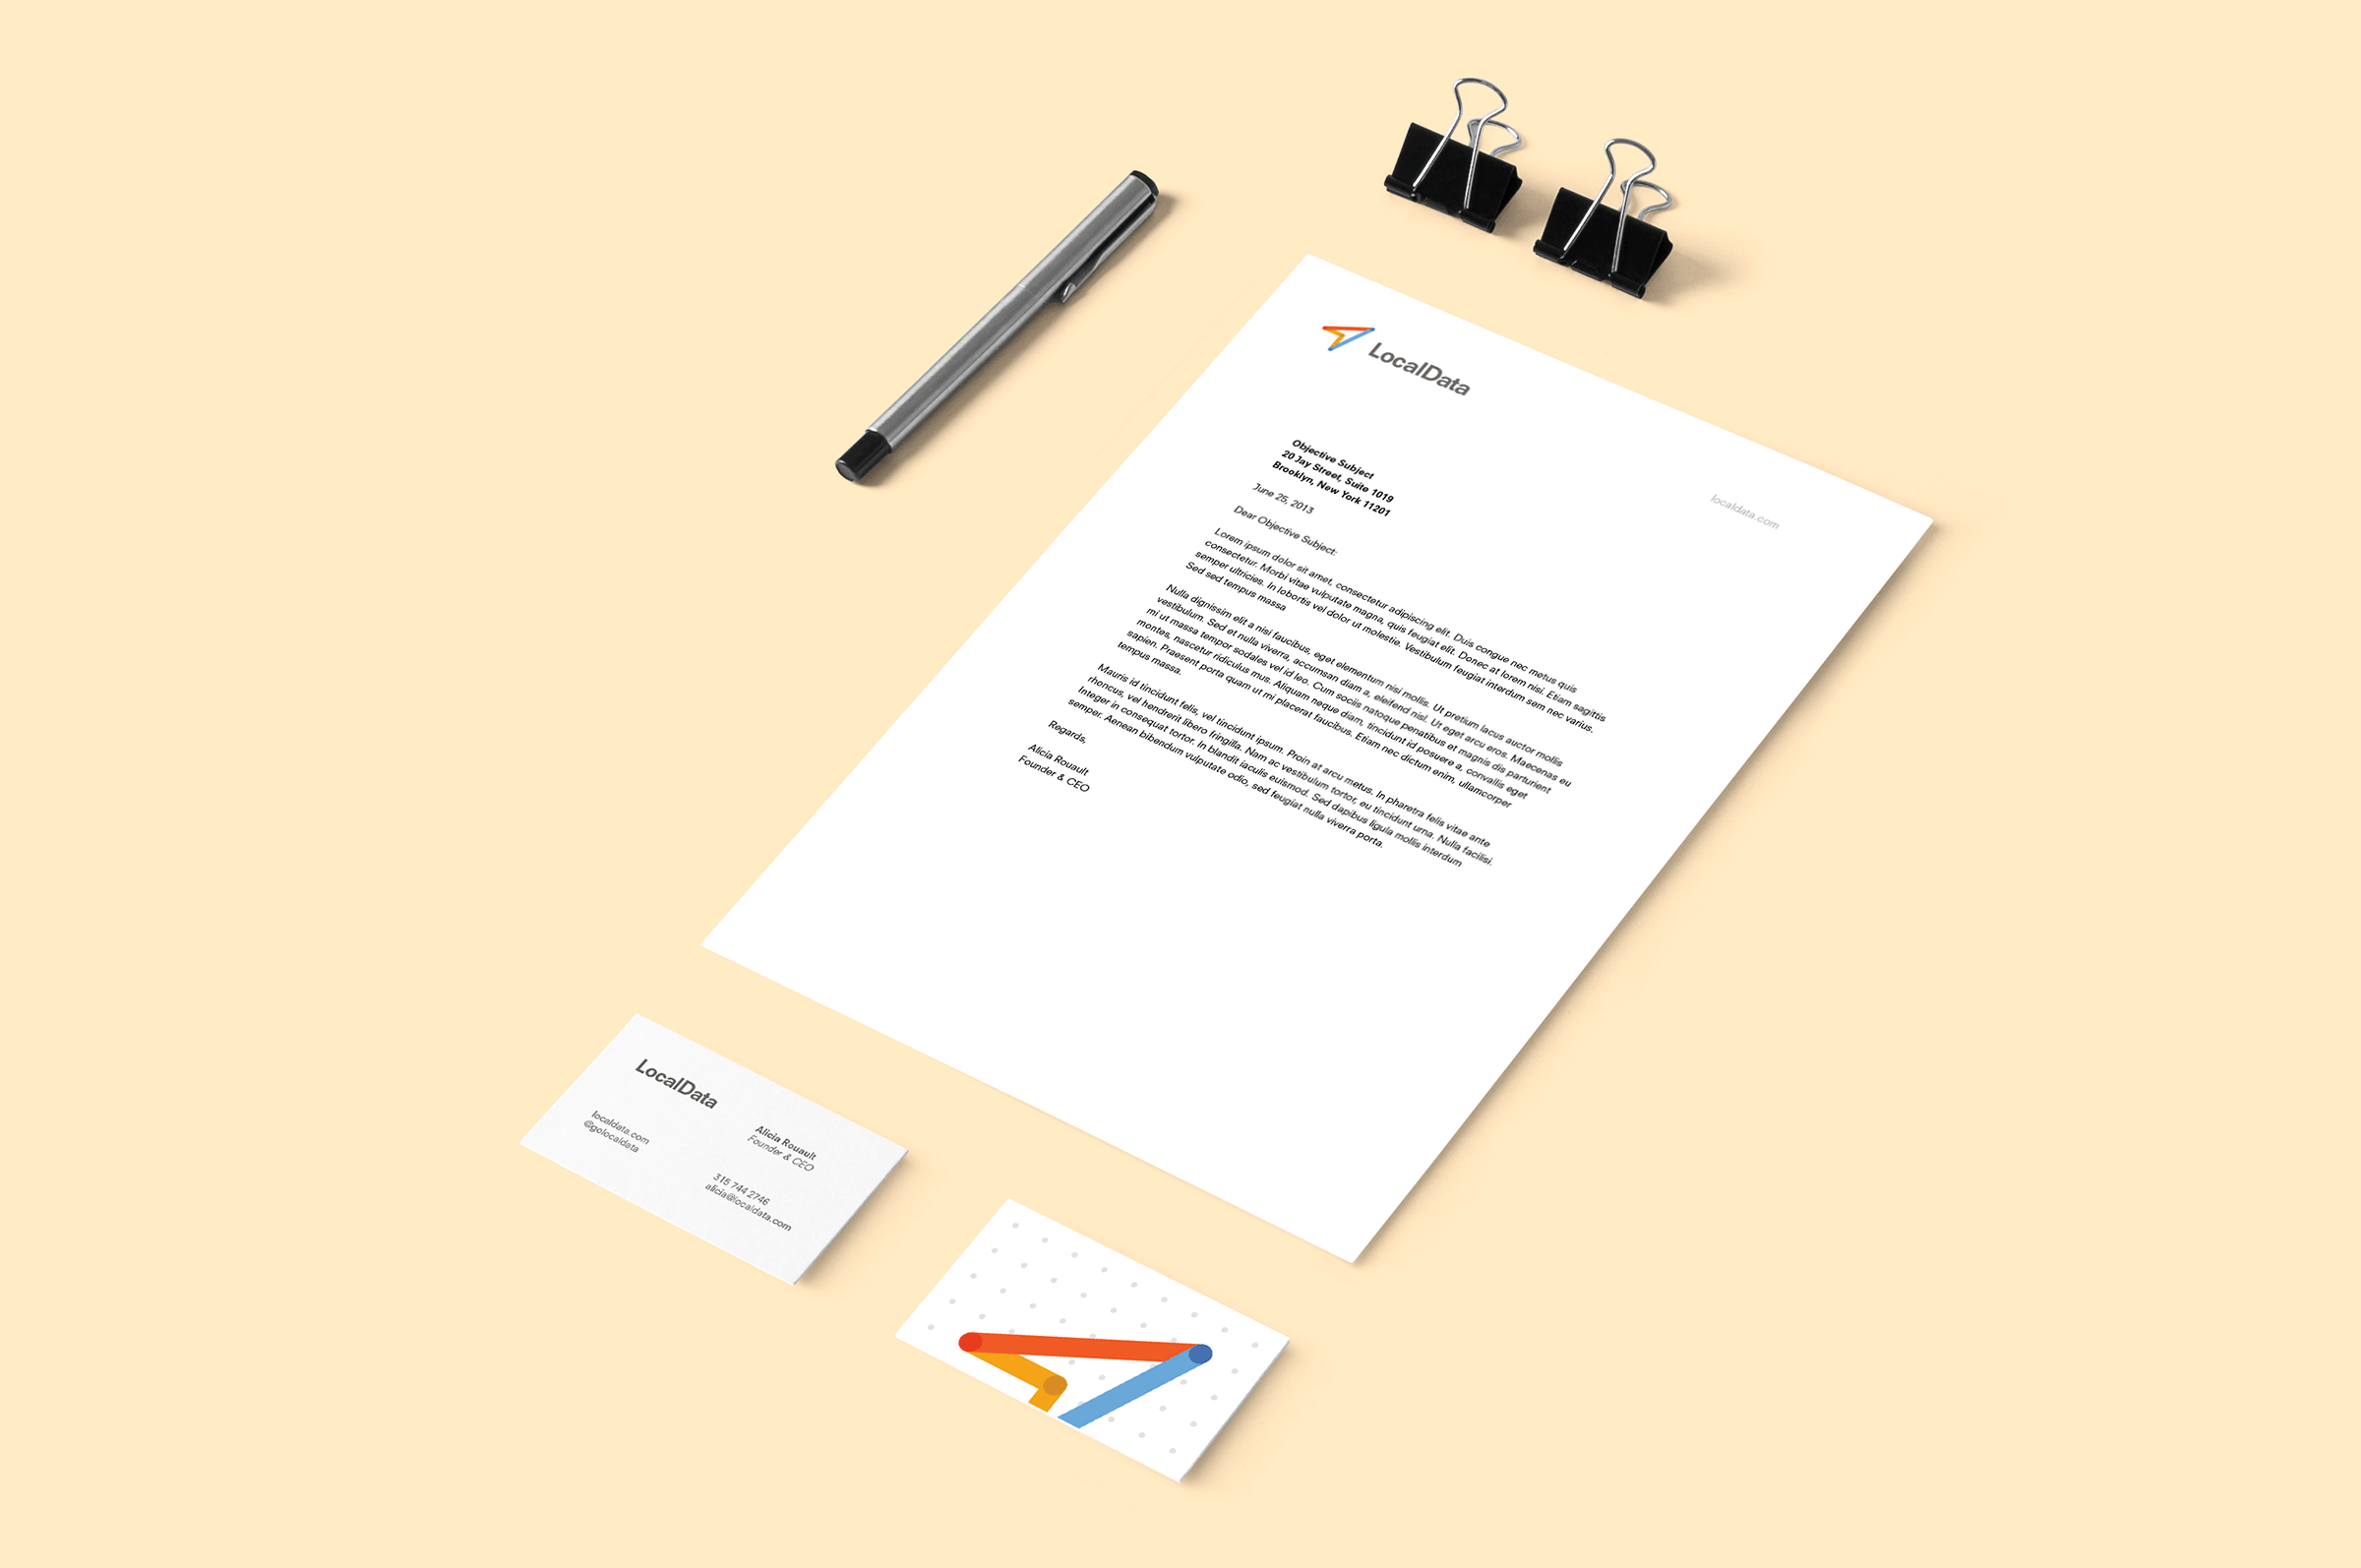 LocalData
Objective Subject
20 Jay Street, Suite 1019
Brooklyn, New York 11201
localdata.com
June 25, 2013
Dear Objective Subject:
Lorem ipsum dolor sit amet, consectetur adipiscing elit. Duis congue nec metus quis
consectetur. Morbi vitae vulputate magna, quis feugiat elit. Donec at lorem nisi. Etiam sagittis
semper ultricies. In lobortis vel dolor ut molestie. Vestibulum feugiat interdum sem nec varius.
Sed sed tempus massa
Nulla dignissim elit a nisi faucibus, eget elementum nisi mollis. Ut pretium lacus auctor mollis
vestibulum. Sed et nulla viverra, accumsan diam a, eleifend nisl. Ut eget arcu eros. Maecenas eu
mi ut massa tempor sodales vel id leo. Cum sociis natoque penatibus et magnis dis parturient
montes, nascetur ridiculus mus. Aliquam neque diam, tincidunt id posuere a, convallis eget
sapien. Praesent porta quam ut mi placerat faucibus. Etiam nec dictum enim, ullamcorper
tempus massa.
Mauris id tincidunt felis, vel tincidunt ipsum. Proin at arcu metus. In pharetra felis vitae ante
rhoncus, vel hendrerit libero fringilla. Nam ac vestibulum tortor, eu tincidunt urna. Nulla facilisi.
Integer in consequat tortor. In blandit iaculis euismod. Sed dapibus ligula mollis interdum
semper. Aenean bibendum vulputate odio, sed feugiat nulla viverra porta.
Regards,
Alicia Rouault
Founder & CEO
LocalData
localdata.com
@golocaldata
Alicia Rouault
Founder & CEO
315 744 2746
alicia@localdata.com